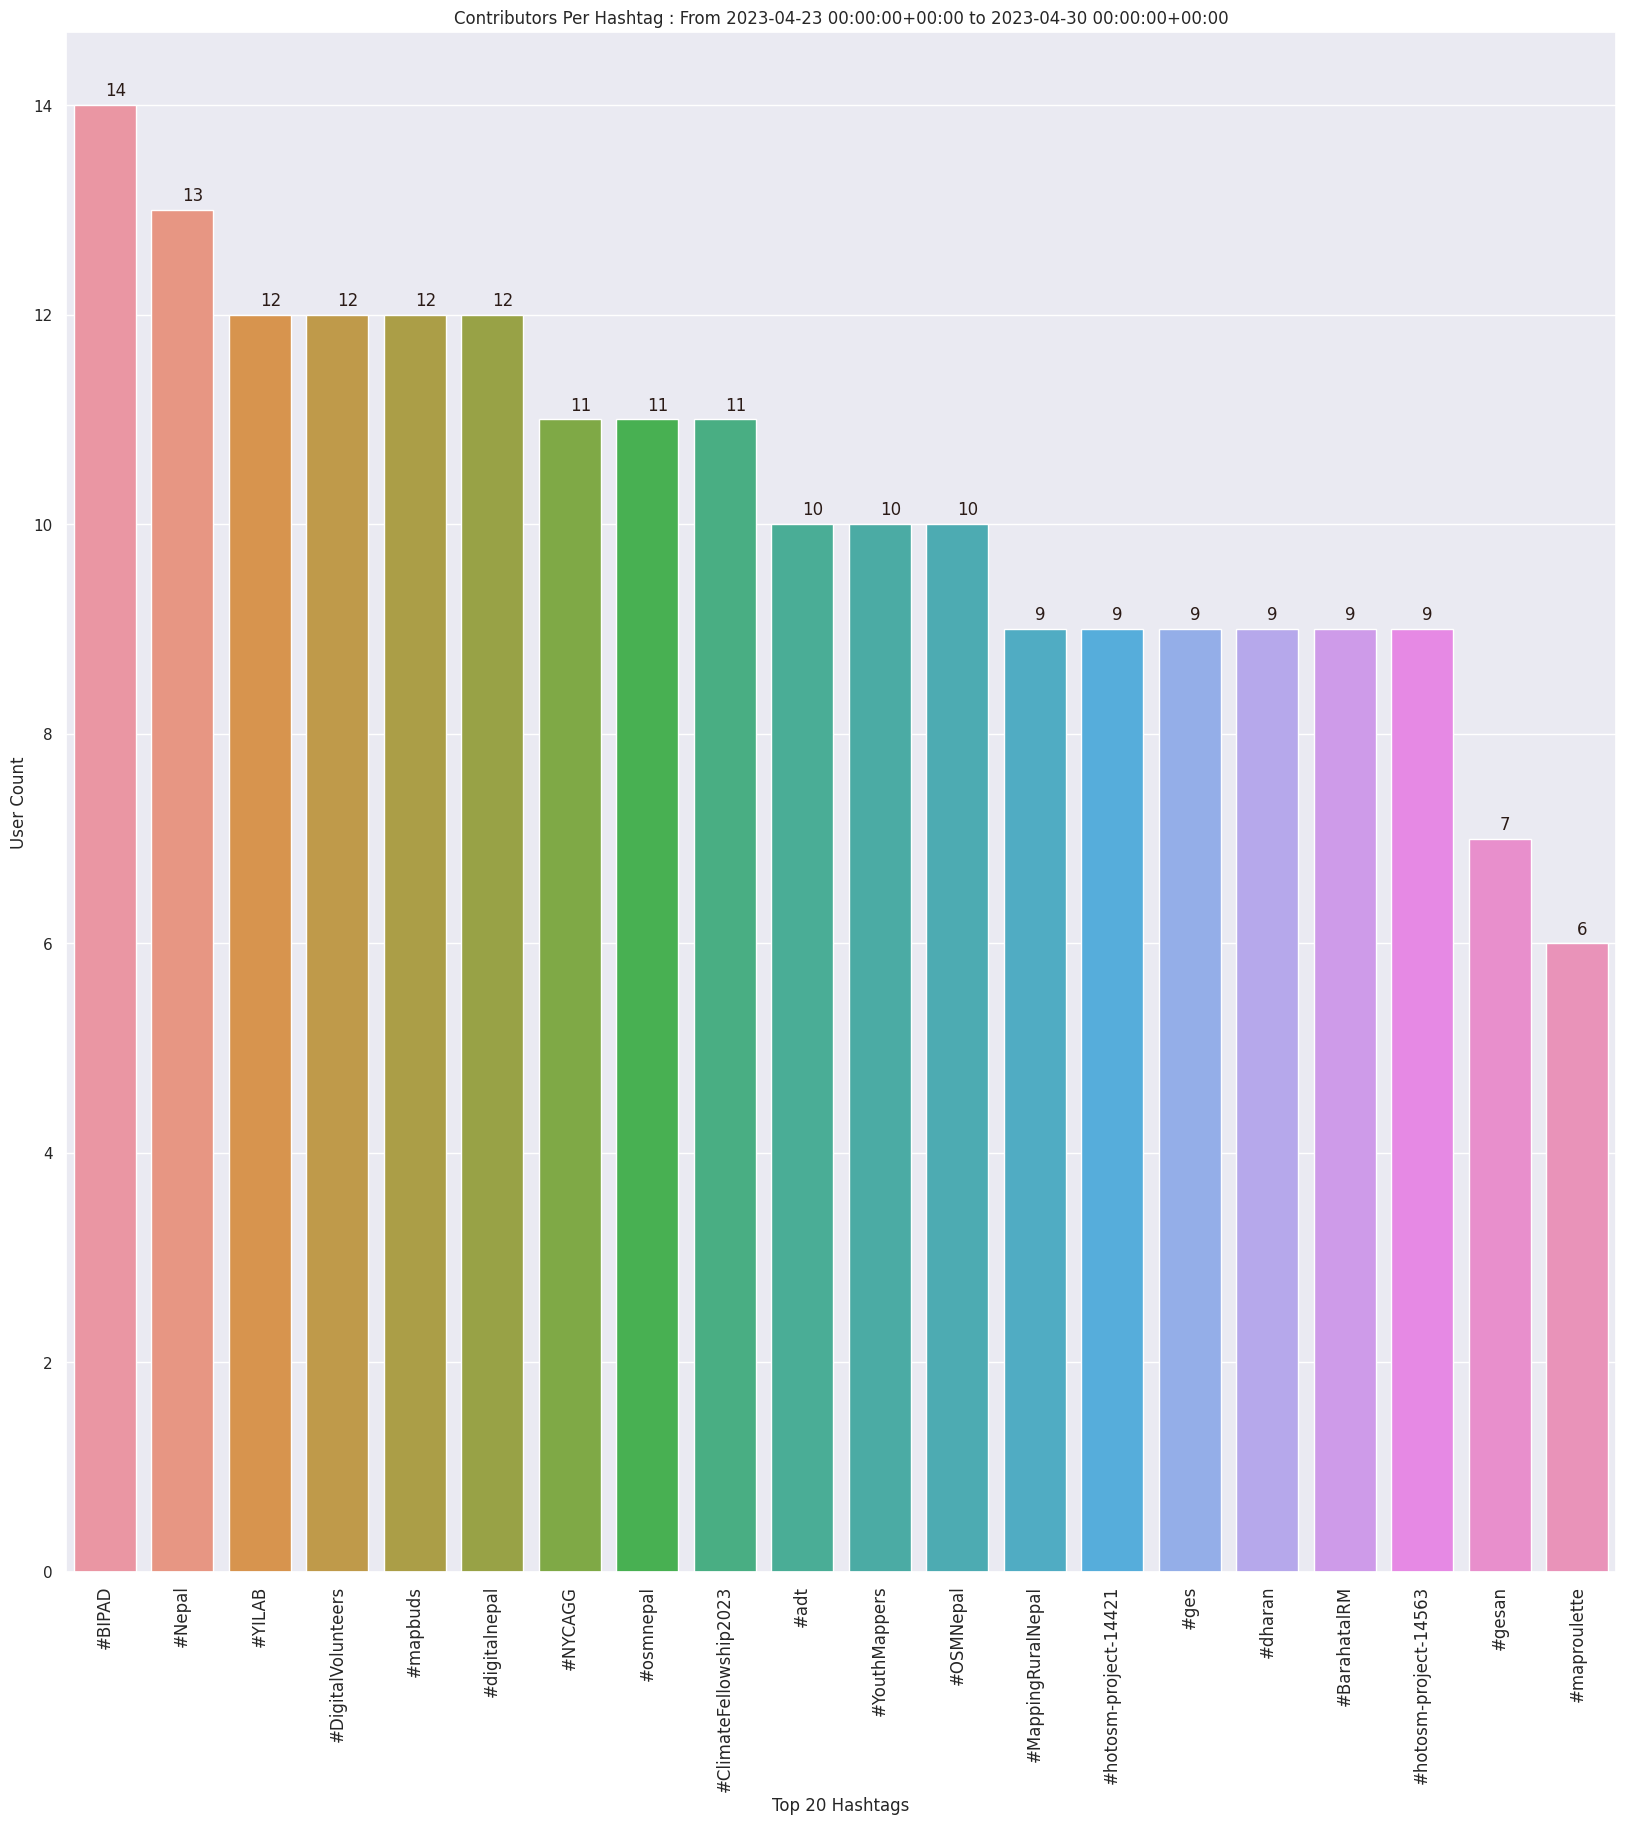 Contributors Per Hashtag : From 2023-04-23 00:00:00+00:00 to 2023-04-30 00:00:00+00:00
User Count
14
12
10
8
6
4
2
0
14
13
12
12
12
12
11
11
11
10
10
10
9
9
9
9
9
9
7
6
#BIPAD
#Nepal
#YILAB
#DigitalVolunteers
#mapbuds
#digitalnepal
#NYCAGG
#osmnepal
#ClimateFellowship2023
#adt
#YouthMappers
#OSMNepal
#MappingRuralNepal
#hotosm-project-14421
#ges
#dharan
#BarahatalRM
#hotosm-project-14563
#gesan
#maproulette
Top 20 Hashtags